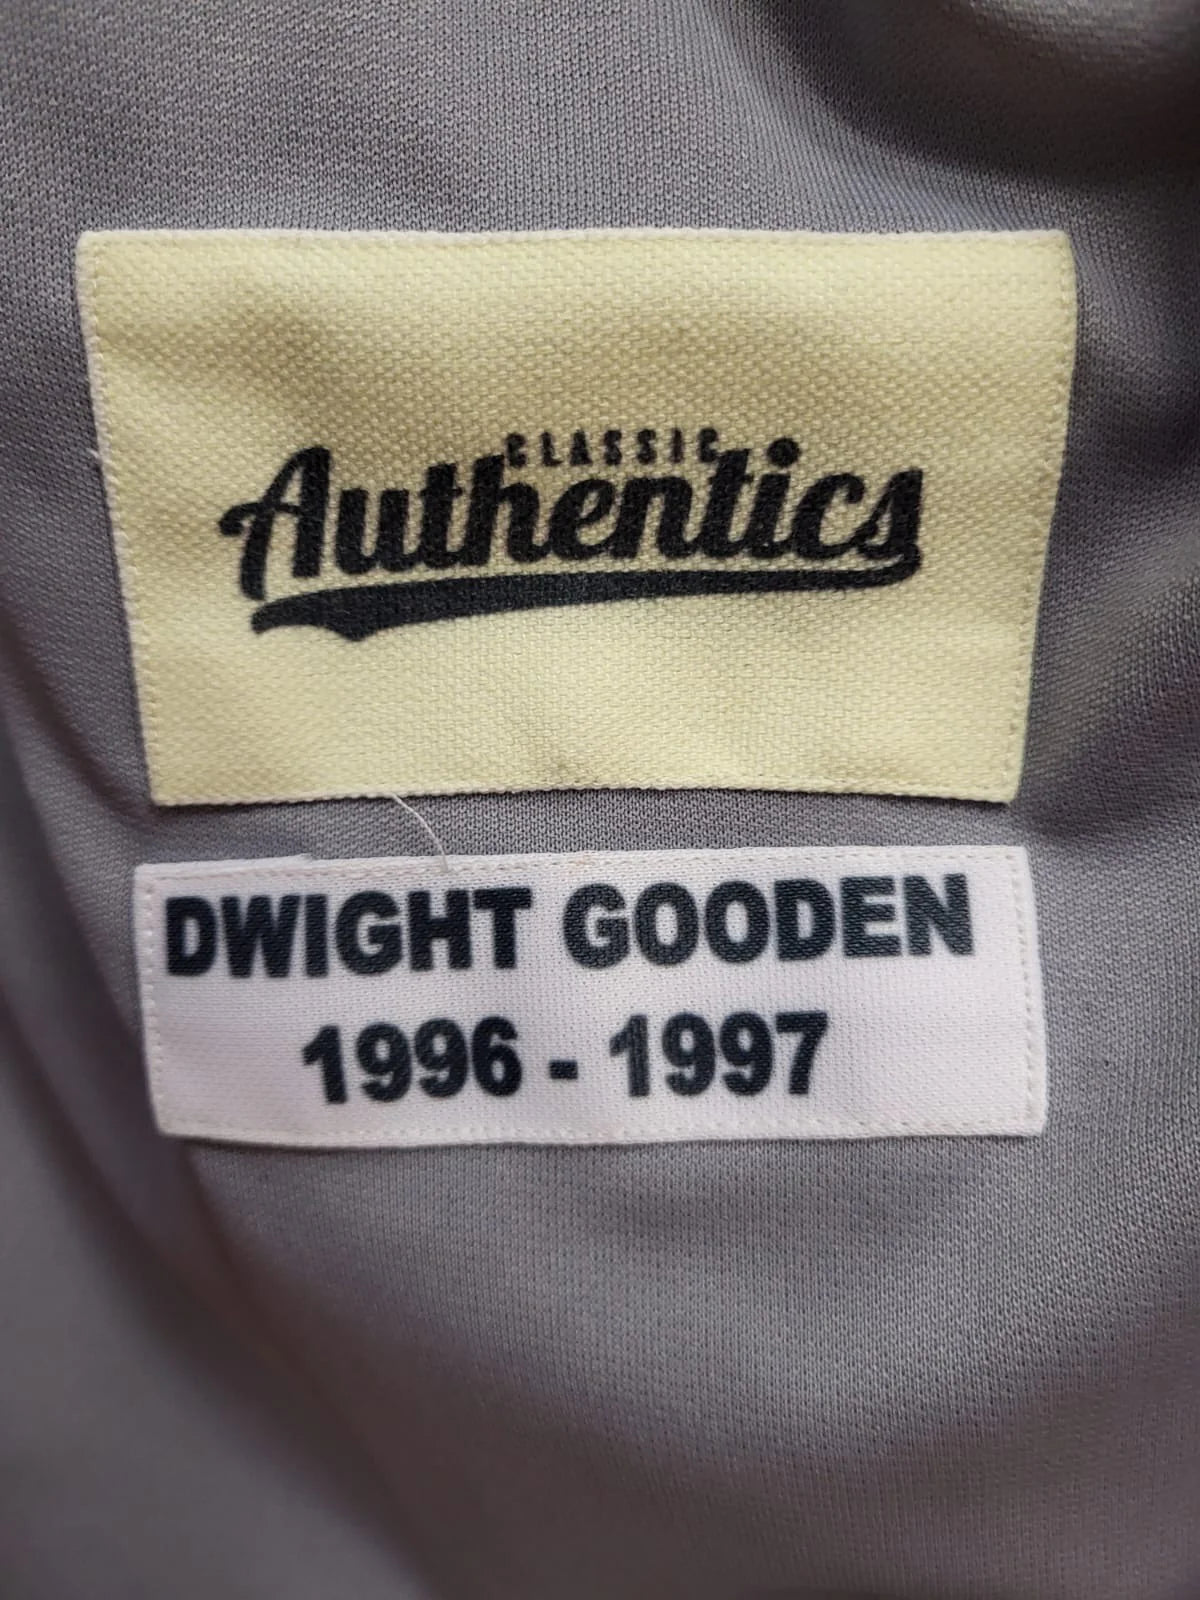 CLASSIC
Authentics
DWIGHT GOODEN
1996 - 1997